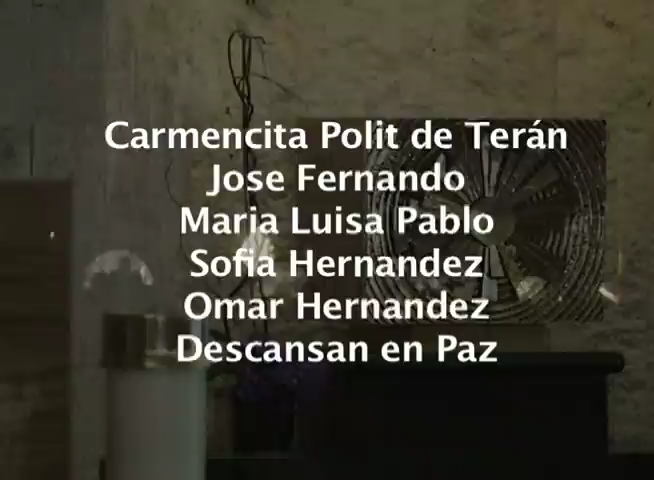 Carmencita Polit de Terán
Jose Fernando
Maria Luisa Pablo
Sofia Hernandez
Omar Hernandez
Descansan en Paz